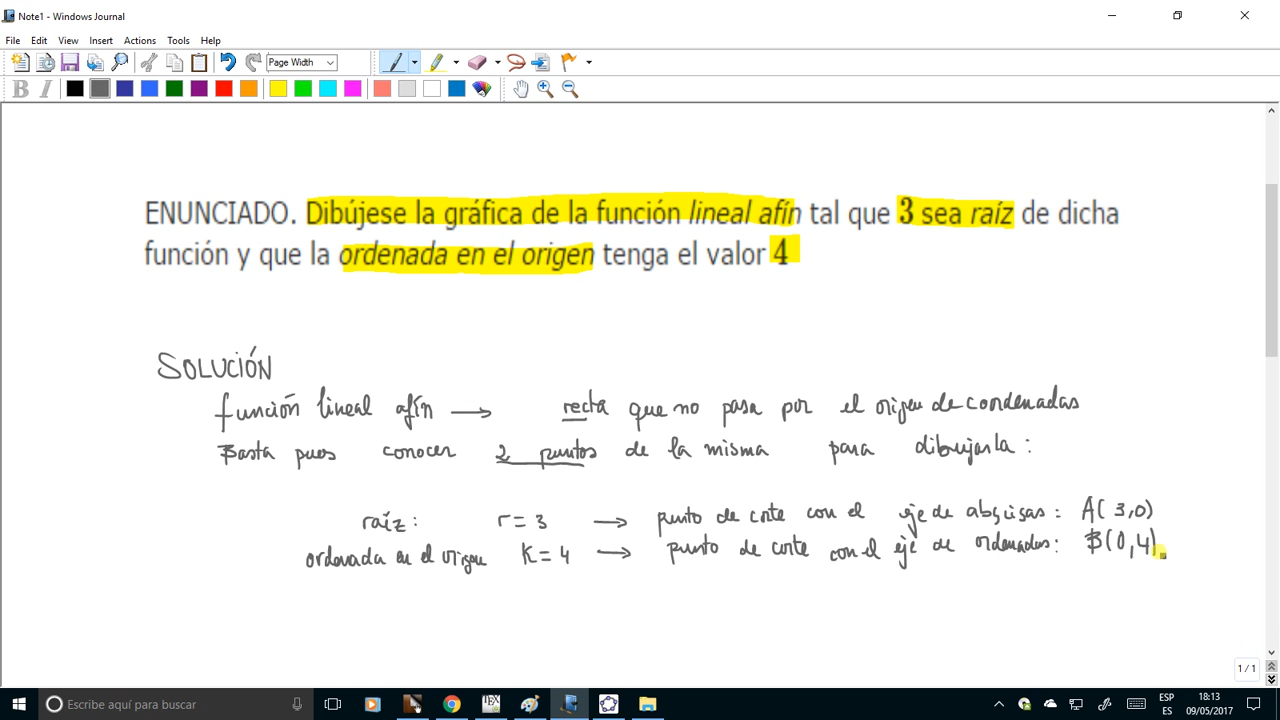 Note1 - Windows Journal
File Edit View Insert Actions Tools Help
Page Width
B I
ENUNCIADO. Dibújese la gráfica de la función lineal afín tal que 3 sea raíz de dicha
función y que la ordenada en el origen tenga el valor 4
SOLUCIÓN
función lineal afín → recta que no pasa por el origen de coordenadas
Basta pues conocer 2 puntos de la misma para dibujarla:
raíz: r = 3 → punto de corte con el eje de abscisas: A(3,0)
ordenada en el origen k = 4 → punto de corte con el eje de ordenadas: B(0,4)
1 / 1
Escribe aquí para buscar
TEX
ESP
ES
18:13
09/05/2017